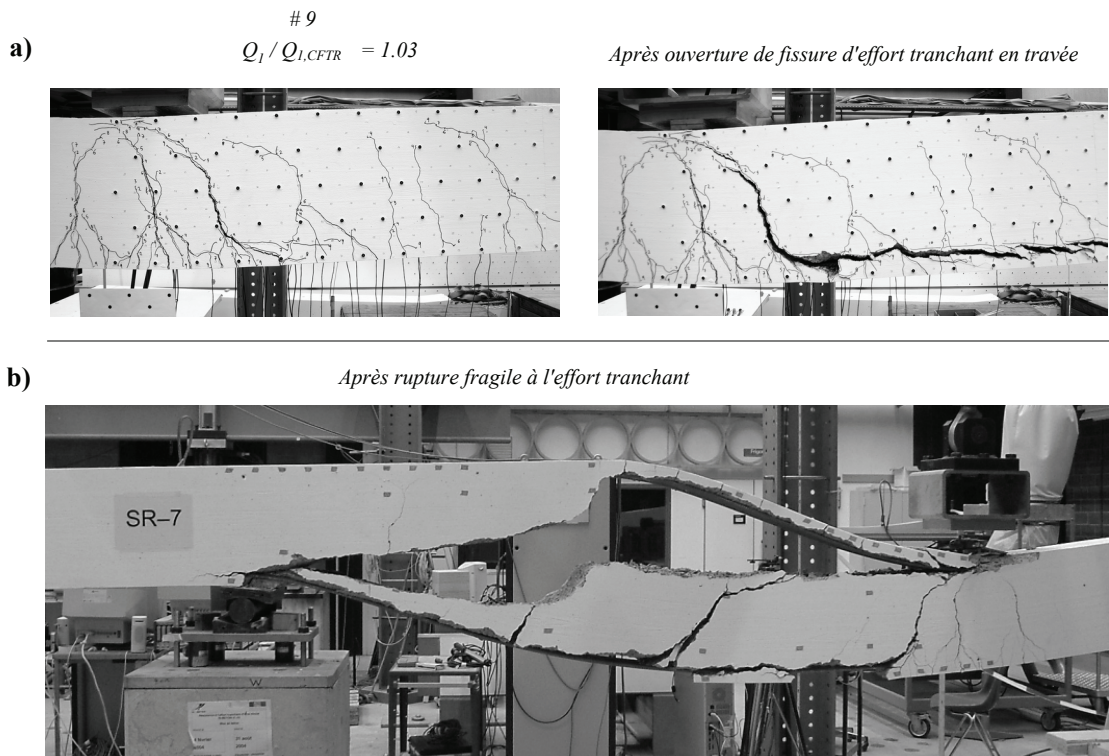 # 9
a)
Q1 / Q1,CFTR = 1.03
Après ouverture de fissure d'effort tranchant en travée
b)
Après rupture fragile à l'effort tranchant
SR–7
W